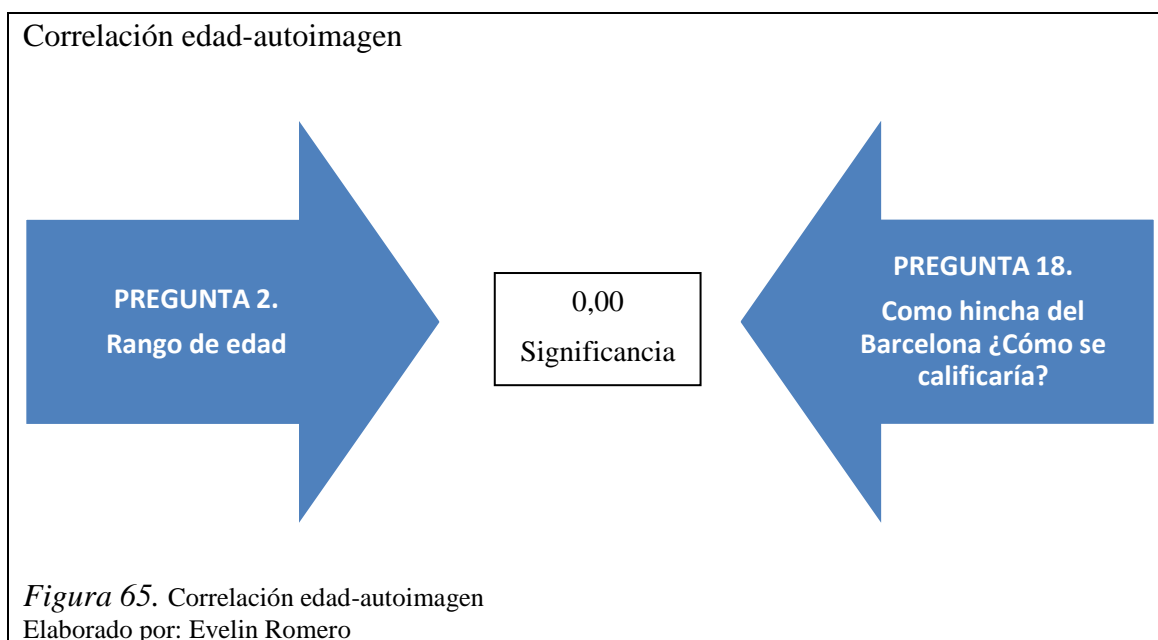 Correlación edad-autoimagen
PREGUNTA 2.
Rango de edad
0,00
Significancia
PREGUNTA 18.
Como hincha del
Barcelona ¿Cómo se
calificaría?
Figura 65. Correlación edad-autoimagen
Elaborado por: Evelin Romero